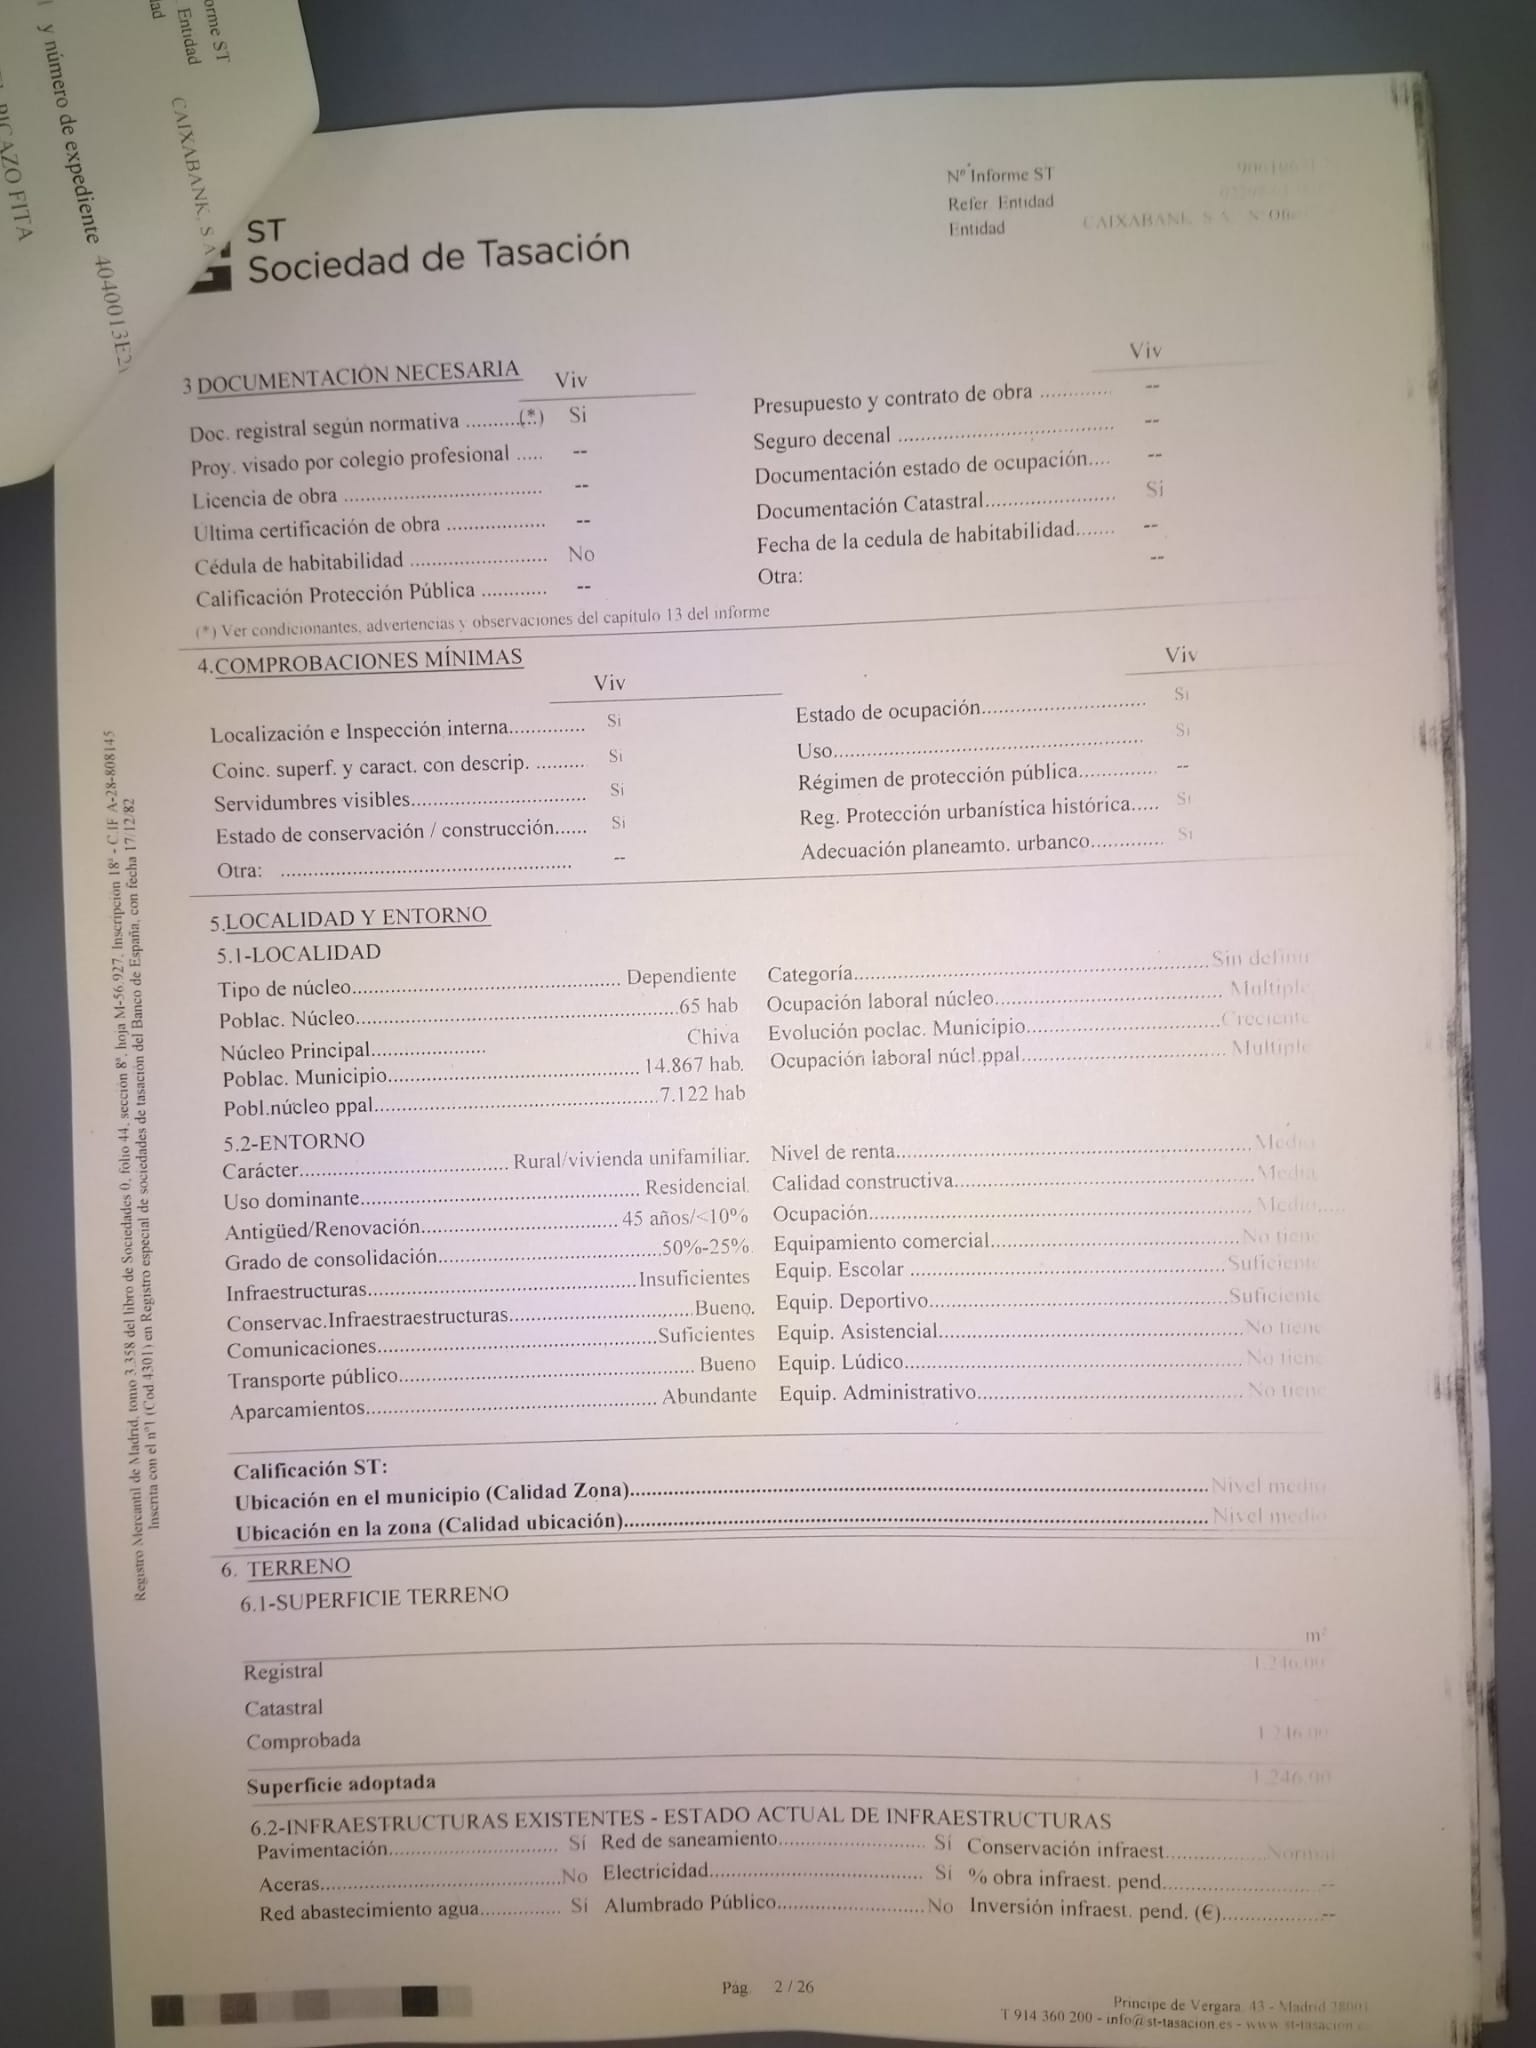 orme ST
Entidad
dad
CAIXABANK, S A
y número de expediente 4040013E2
PICAZO FITA
ST
Sociedad de Tasación
Nº Informe ST
Refer. Entidad
Entidad CAIXABANK, S A
3 DOCUMENTACIÓN NECESARIA Viv Viv
Doc. registral según normativa ..........(*.) Si Presupuesto y contrato de obra ............ --
Proy. visado por colegio profesional ..... -- Seguro decenal ..................................... --
Licencia de obra .................................. -- Documentación estado de ocupación.... --
Última certificación de obra ................. -- Documentación Catastral...................... Si
Cédula de habitabilidad ........................ No Fecha de la cedula de habitabilidad....... --
Calificación Protección Pública ............ -- Otra: --
(*) Ver condicionantes, advertencias y observaciones del capítulo 13 del informe
4.COMPROBACIONES MÍNIMAS Viv Viv
Localización e Inspección interna.............. Si Estado de ocupación............................ Si
Coinc. superf. y caract. con descrip. ......... Si Uso.................................................... Si
Servidumbres visibles................................ Si Régimen de protección pública............. --
Estado de conservación / construcción...... Si Reg. Protección urbanística histórica..... Si
Otra: ..................................................... -- Adecuación planeamto. urbano............. Si
5.LOCALIDAD Y ENTORNO
5.1-LOCALIDAD
Tipo de núcleo................................................ Dependiente Categoría............................................................Sin definir
Poblac. Núcleo.........................................................65 hab Ocupación laboral núcleo....................................... Multiple
Núcleo Principal..................... Chiva Evolución poclac. Municipio...................................Creciente
Poblac. Municipio............................................. 14.867 hab. Ocupación laboral núcl.ppal................................... Multiple
Pobl.núcleo ppal...................................................7.122 hab
5.2-ENTORNO
Carácter..................................... Rural/vivienda unifamiliar. Nivel de renta............................................................Media
Uso dominante.................................................. Residencial. Calidad constructiva..................................................Media
Antigüed/Renovación.................................... 45 años/<10% Ocupación................................................................ Medio.....
Grado de consolidación........................................50%-25%. Equipamiento comercial..........................................No tiene
Infraestructuras................................................Insuficientes Equip. Escolar .......................................................Suficiente
Conservac.Infraestraestructuras.................................Bueno. Equip. Deportivo....................................................Suficiente
Comunicaciones.................................................Suficientes Equip. Asistencial...................................................No tiene
Transporte público..................................................... Bueno Equip. Lúdico......................................................... No tiene
Aparcamientos................................................... Abundante Equip. Administrativo............................................. No tiene
Calificación ST:
Ubicación en el municipio (Calidad Zona)..................................................................................................... Nivel medio
Ubicación en la zona (Calidad ubicación)..................................................................................................... Nivel medio
6. TERRENO
6.1-SUPERFICIE TERRENO
m²
Registral 1.246,00
Catastral
Comprobada 1.246,00
Superficie adoptada 1.246,00
6.2-INFRAESTRUCTURAS EXISTENTES - ESTADO ACTUAL DE INFRAESTRUCTURAS
Pavimentación............................. Sí Red de saneamiento......................... Sí Conservación infraest.................Normal
Aceras.........................................No Electricidad..................................... Si % obra infraest. pend......................... --
Red abastecimiento agua.............. Sí Alumbrado Público.........................No Inversión infraest. pend. (€)................. --
Pág. 2 / 26
Principe de Vergara, 43 - Madrid 28001
T 914 360 200 - info@st-tasacion.es - www.st-tasacion.es
Registro Mercantil de Madrid, tomo 3.358 del libro de Sociedades 0, folio 44, sección 8ª, hoja M-56.927, Inscripción 18ª - C.IF A-28-808145
Inscrita con el nº1 (Cod 4301) en Registro especial de sociedades de tasación del Banco de España, con fecha 17/12/82